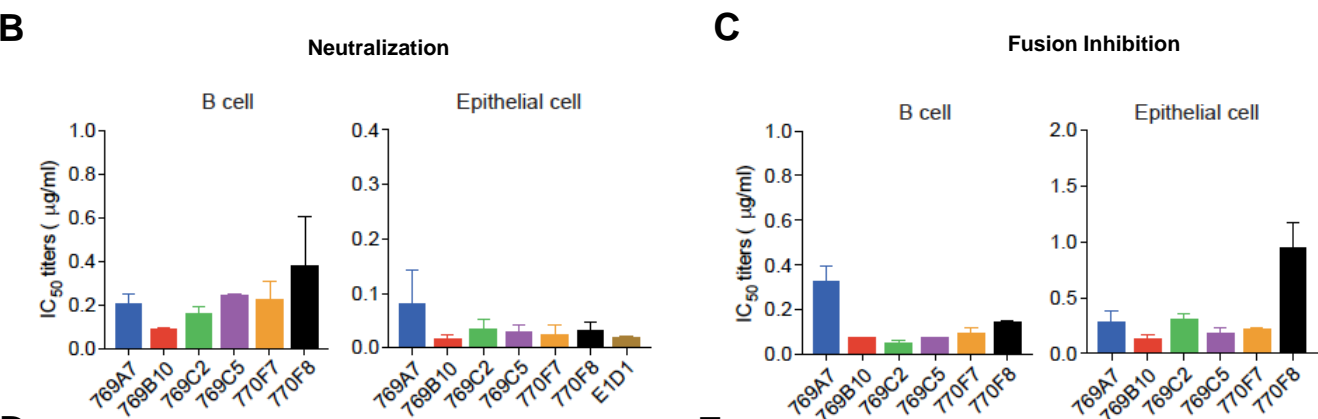 B
Neutralization
B cell
IC50 titers ( µg/ml)
1.0
0.8
0.6
0.4
0.2
0.0
769A7
769B10
769C2
769C5
770F7
770F8
Epithelial cell
0.4
0.3
0.2
0.1
0.0
769A7
769B10
769C2
769C5
770F7
770F8
E1D1
C
Fusion Inhibition
B cell
IC50 titers ( µg/ml)
1.0
0.8
0.6
0.4
0.2
0.0
769A7
769B10
769C2
769C5
770F7
770F8
Epithelial cell
2.0
1.5
1.0
0.5
0.0
769A7
769B10
769C2
769C5
770F7
770F8